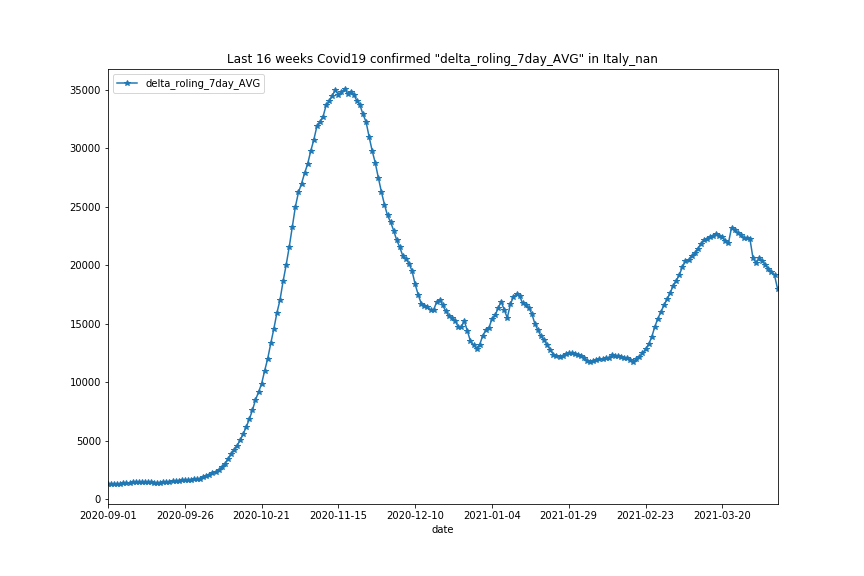 Last 16 weeks Covid19 confirmed "delta_roling_7day_AVG" in Italy_nan
delta_roling_7day_AVG
35000
30000
25000
20000
15000
10000
5000
0
2020-09-01 2020-09-26 2020-10-21 2020-11-15 2020-12-10 2021-01-04 2021-01-29 2021-02-23 2021-03-20
date